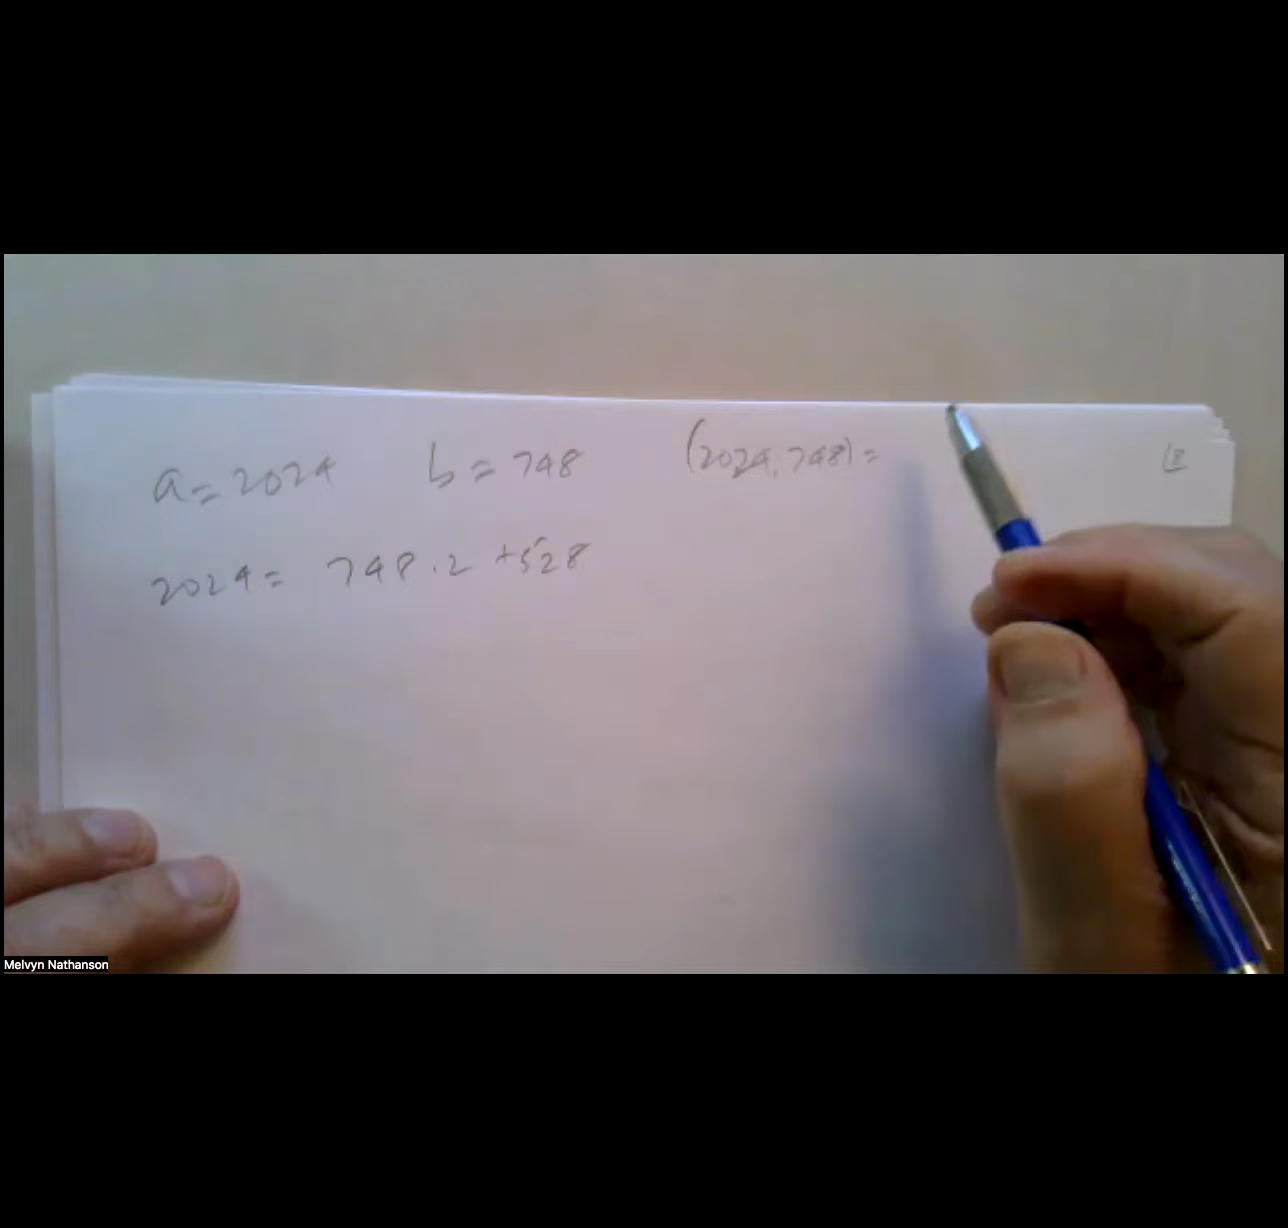 a = 2024 b = 748 (2024, 748) =
2024 = 748 · 2 + 528
Melvyn Nathanson